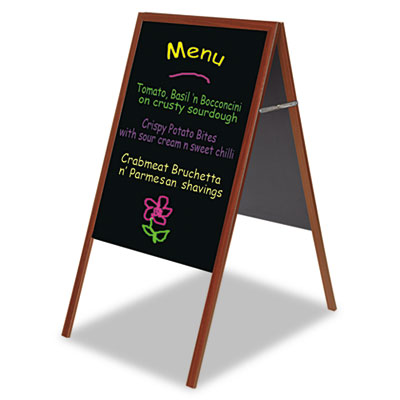 Menu
Tomato, Basil 'n Bocconcini
on crusty sourdough
Crispy Potato Bites
with sour cream n sweet chilli
Crabmeat Bruchetta
n' Parmesan shavings